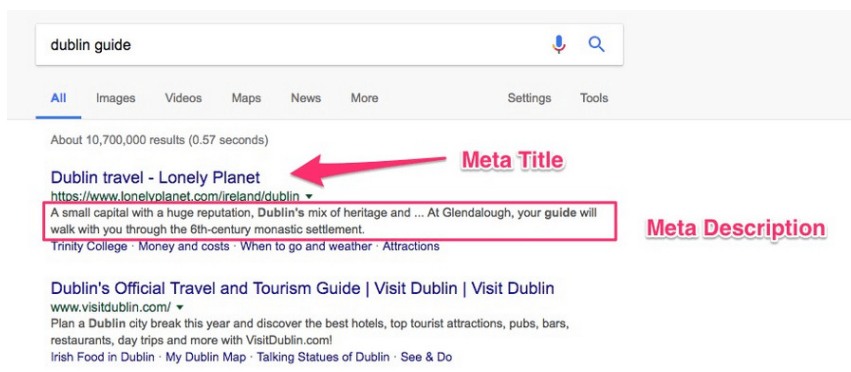 dublin guide
All Images Videos Maps News More Settings Tools
About 10,700,000 results (0.57 seconds)
Meta Title
Dublin travel - Lonely Planet
https://www.lonelyplanet.com/ireland/dublin
A small capital with a huge reputation, Dublin's mix of heritage and ... At Glendalough, your guide will
walk with you through the 6th-century monastic settlement.
Meta Description
Trinity College · Money and costs · When to go and weather · Attractions
Dublin's Official Travel and Tourism Guide | Visit Dublin | Visit Dublin
www.visitdublin.com/
Plan a Dublin city break this year and discover the best hotels, top tourist attractions, pubs, bars,
restaurants, day trips and more with VisitDublin.com!
Irish Food in Dublin · My Dublin Map · Talking Statues of Dublin · See & Do